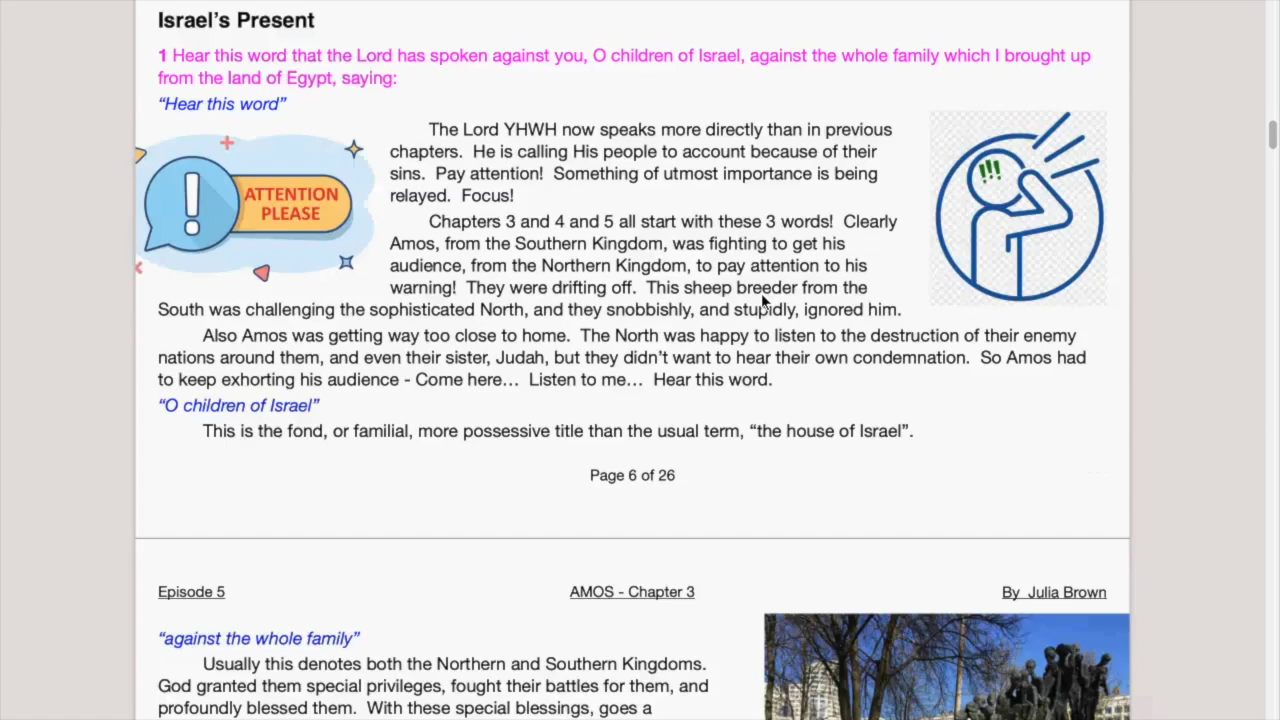 Israel’s Present
1 Hear this word that the Lord has spoken against you, O children of Israel, against the whole family which I brought up
from the land of Egypt, saying:
“Hear this word”
ATTENTION
PLEASE
!
!!!
The Lord YHWH now speaks more directly than in previous
chapters.  He is calling His people to account because of their
sins.  Pay attention!  Something of utmost importance is being
relayed.  Focus!
Chapters 3 and 4 and 5 all start with these 3 words!  Clearly
Amos, from the Southern Kingdom, was fighting to get his
audience, from the Northern Kingdom, to pay attention to his
warning!  They were drifting off.  This sheep breeder from the
South was challenging the sophisticated North, and they snobbishly, and stupidly, ignored him.
Also Amos was getting way too close to home.  The North was happy to listen to the destruction of their enemy
nations around them, and even their sister, Judah, but they didn’t want to hear their own condemnation.  So Amos had
to keep exhorting his audience - Come here…  Listen to me…  Hear this word.
“O children of Israel”
This is the fond, or familial, more possessive title than the usual term, “the house of Israel”.
Page 6 of 26
Episode 5
AMOS - Chapter 3
By  Julia Brown
“against the whole family”
Usually this denotes both the Northern and Southern Kingdoms.
God granted them special privileges, fought their battles for them, and
profoundly blessed them.  With these special blessings, goes a